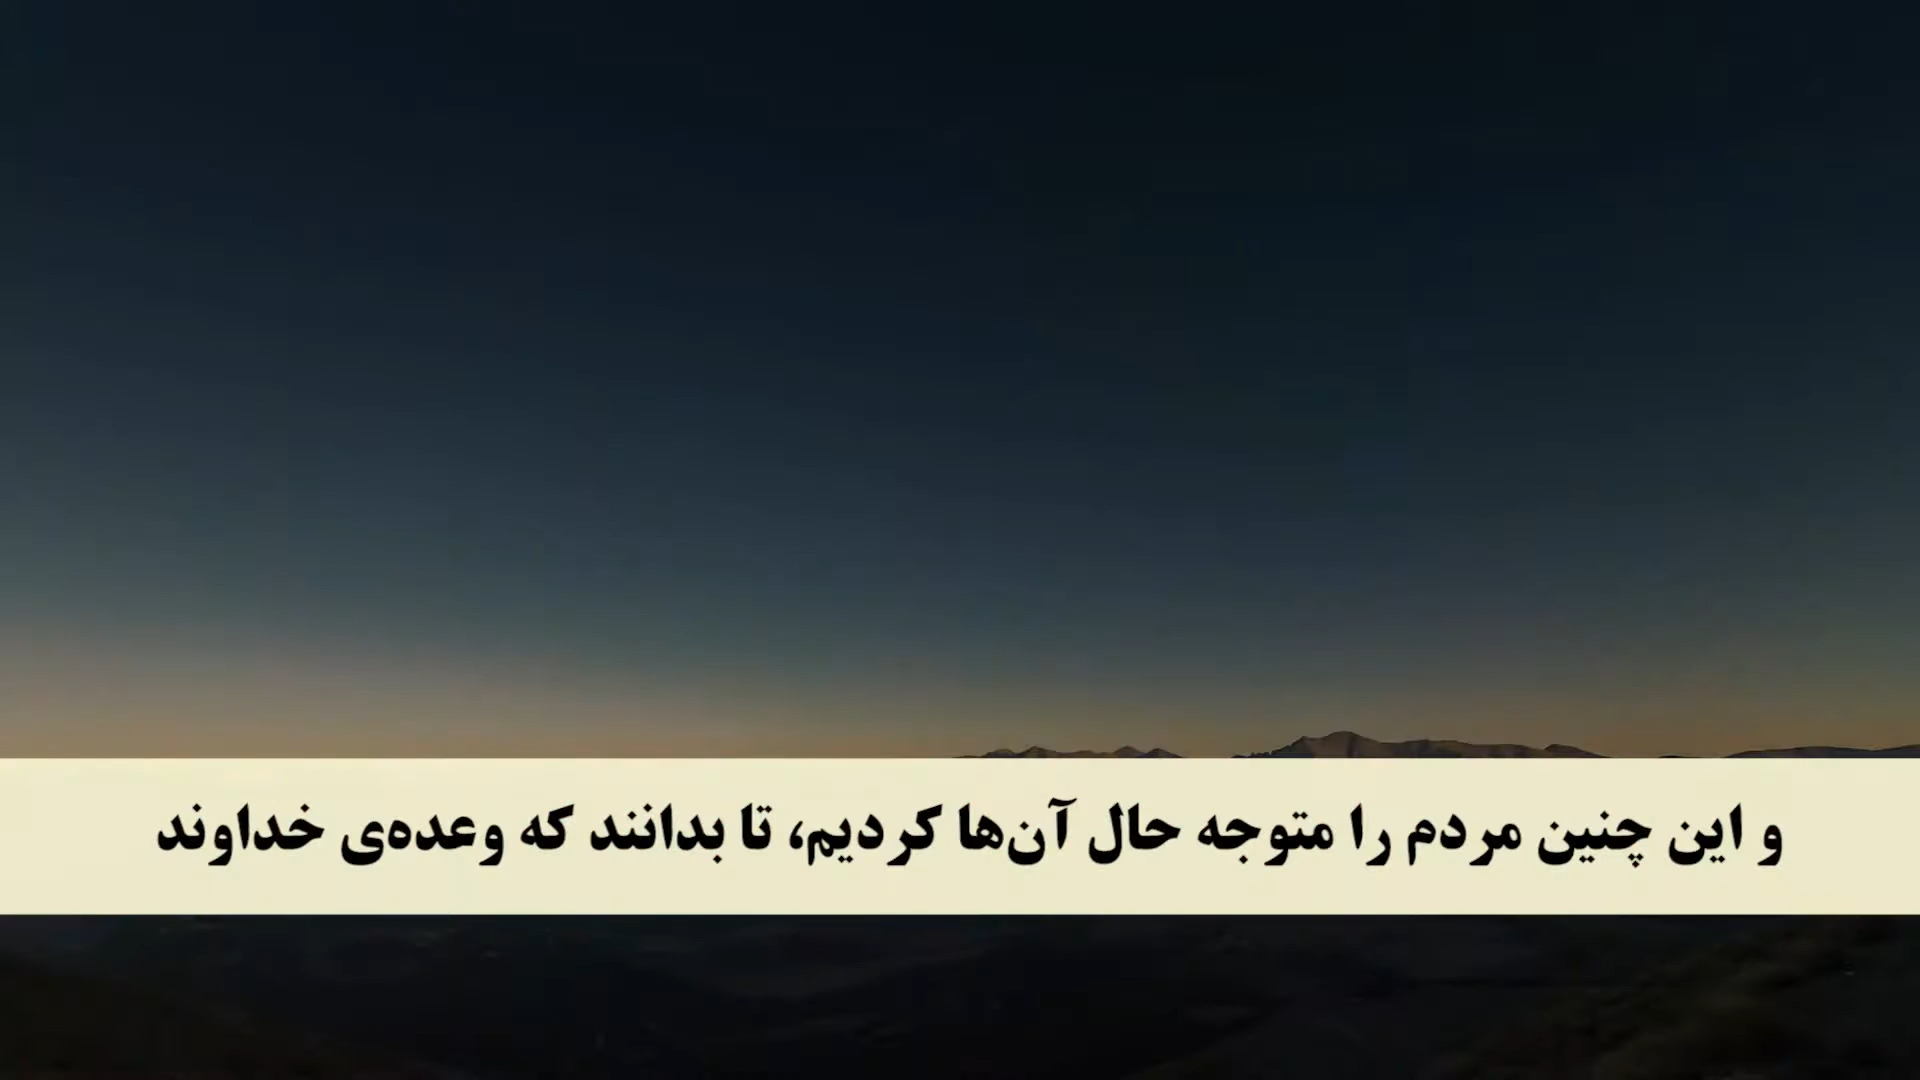 و این چنین مردم را متوجه حال آن‌ها کردیم، تا بدانند که وعده‌ی خداوند